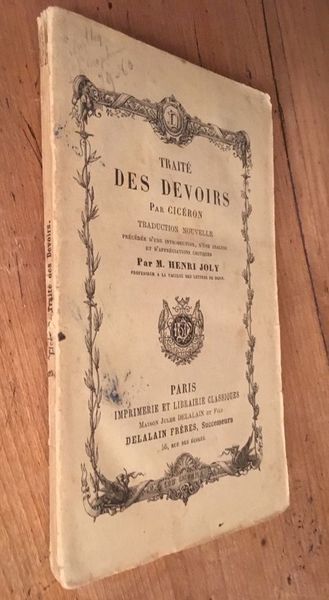 TRAITÉ
DES DEVOIRS
PAR CICÉRON
TRADUCTION NOUVELLE
PRÉCÉDÉE D'UNE INTRODUCTION, D'UNE ANALYSE
ET D'APPRÉCIATIONS CRITIQUES
PAR M. HENRI JOLY
PROFESSEUR A LA FACULTÉ DES LETTRES DE DIJON.
PARIS
IMPRIMERIE ET LIBRAIRIE CLASSIQUES
MAISON JULES DELALAIN ET FILS
DELALAIN FRÈRES, Successeurs
56, RUE DES ÉCOLES.
Traité des Devoirs.